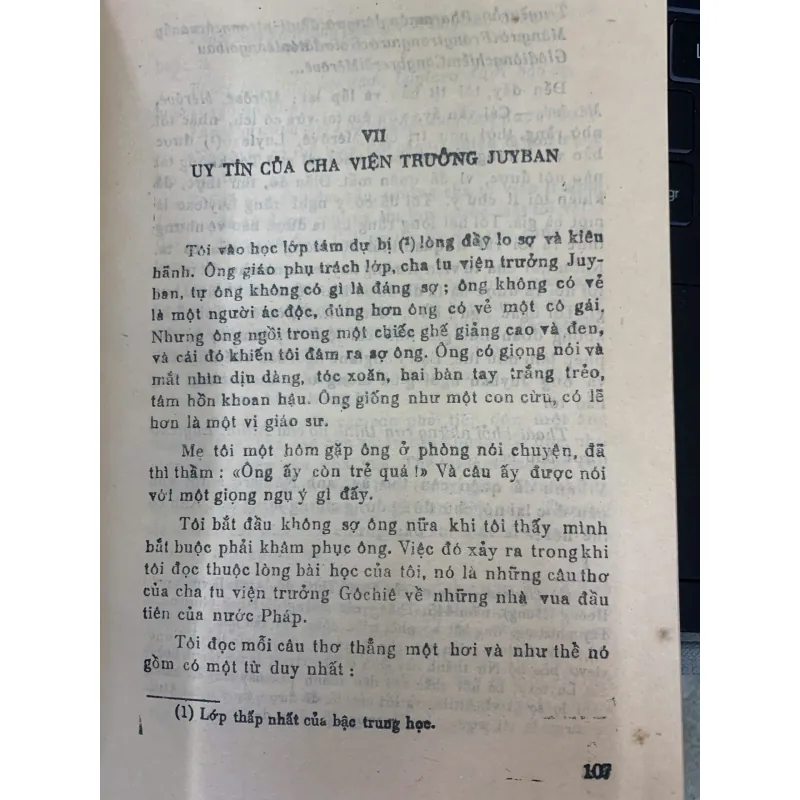 VII
UY TÍN CỦA CHA VIỆN TRƯỞNG JUYBAN
Tôi vào học lớp tám dự bị (¹) lòng đầy lo sợ và kiêu
hãnh. Ông giáo phụ trách lớp, cha tu viện trưởng Juy-
ban, tự ông không có gì là đáng sợ ; ông không có vẻ
là một người ác độc, đúng hơn ông có vẻ một cô gái.
Nhưng ông ngồi trong một chiếc ghế giảng cao và đen,
và cái đó khiến tôi đâm ra sợ ông. Ông có giọng nói và
mắt nhìn dịu dàng, tóc xoăn, hai bàn tay trắng trẻo,
tâm hồn khoan hậu. Ông giống như một con cừu, có lẽ
hơn là một vị giáo sư.
Mẹ tôi một hôm gặp ông ở phòng nói chuyện, đã
thì thầm : «Ông ấy còn trẻ quá !» Và câu ấy được nói
với một giọng ngụ ý gì đấy.
Tôi bắt đầu không sợ ông nữa khi tôi thấy mình
bắt buộc phải khâm phục ông. Việc đó xảy ra trong khi
tôi đọc thuộc lòng bài học của tôi, nó là những câu thơ
của cha tu viện trưởng Gôchiê về những nhà vua đầu
tiên của nước Pháp.
Tôi đọc mỗi câu thơ thẳng một hơi và như thể nó
gồm có một từ duy nhất :
(1) Lớp thấp nhất của bậc trung học.
107